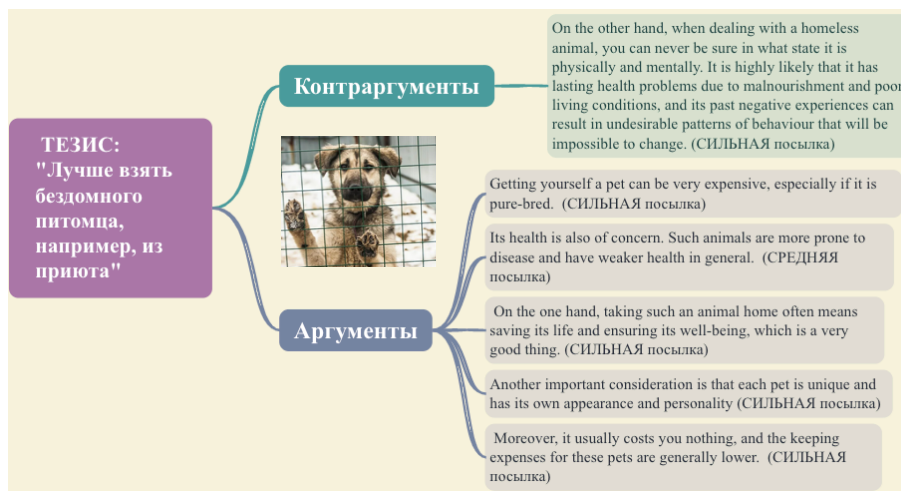 ТЕЗИС:
"Лучше взять
бездомного
питомца,
например, из
приюта"
Контраргументы
On the other hand, when dealing with a homeless
animal, you can never be sure in what state it is
physically and mentally. It is highly likely that it has
lasting health problems due to malnourishment and poor
living conditions, and its past negative experiences can
result in undesirable patterns of behaviour that will be
impossible to change. (СИЛЬНАЯ посылка)
Аргументы
Getting yourself a pet can be very expensive, especially if it is
pure-bred. (СИЛЬНАЯ посылка)
Its health is also of concern. Such animals are more prone to
disease and have weaker health in general. (СРЕДНЯЯ
посылка)
On the one hand, taking such an animal home often means
saving its life and ensuring its well-being, which is a very
good thing. (СИЛЬНАЯ посылка)
Another important consideration is that each pet is unique and
has its own appearance and personality (СИЛЬНАЯ посылка)
Moreover, it usually costs you nothing, and the keeping
expenses for these pets are generally lower. (СИЛЬНАЯ
посылка)